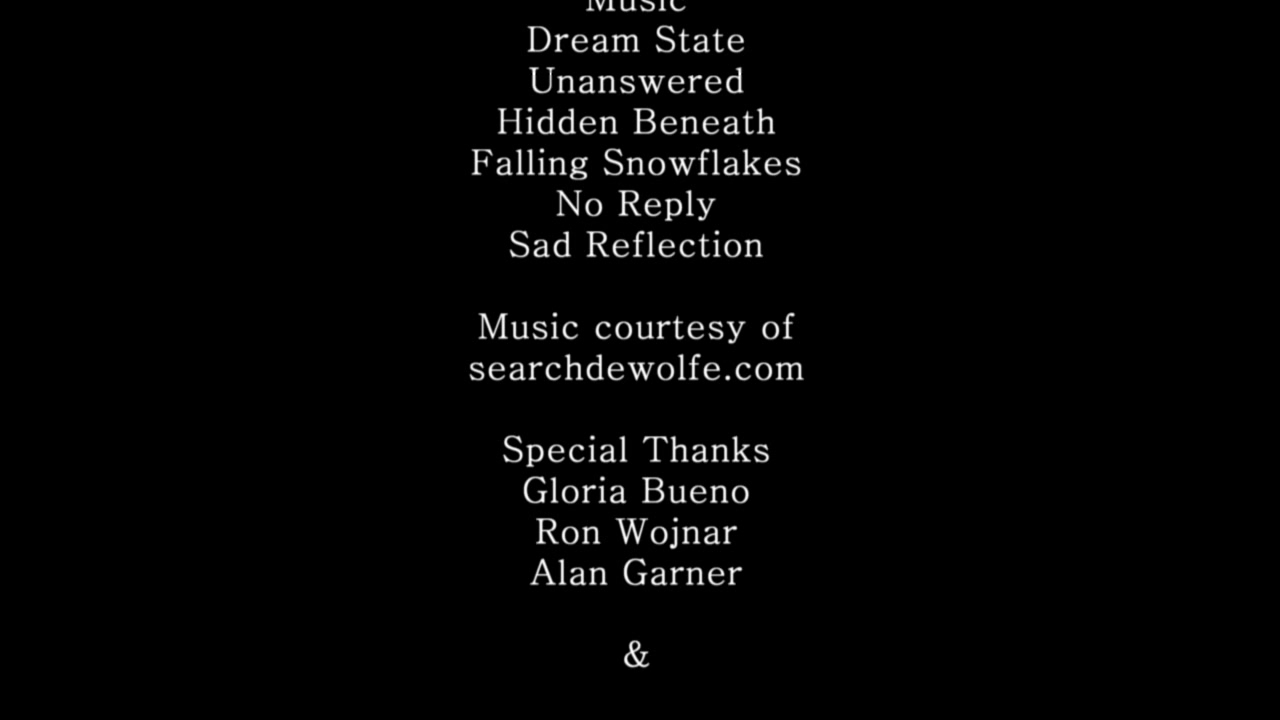 Music
Dream State
Unanswered
Hidden Beneath
Falling Snowflakes
No Reply
Sad Reflection
Music courtesy of
searchdewolfe.com
Special Thanks
Gloria Bueno
Ron Wojnar
Alan Garner
&